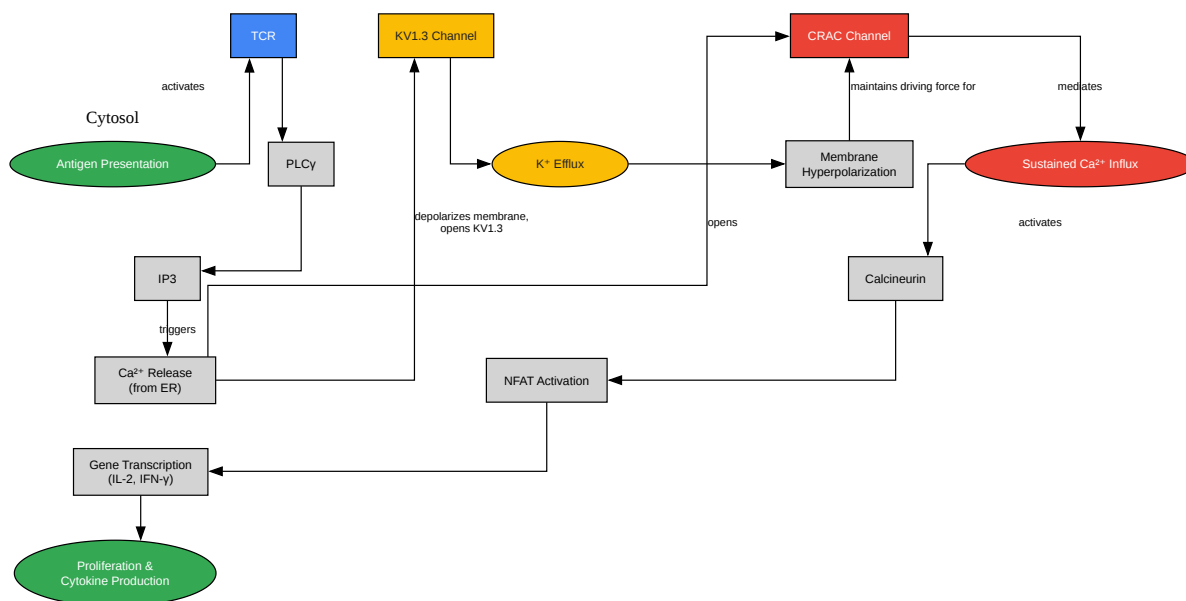 TCR
KV1.3 Channel
CRAC Channel
activates
maintains driving force for
mediates
Cytosol
Antigen Presentation
PLCγ
K⁺ Efflux
Membrane
Hyperpolarization
Sustained Ca²⁺ Influx
depolarizes membrane,
opens KV1.3
opens
activates
IP3
Calcineurin
triggers
Ca²⁺ Release
(from ER)
NFAT Activation
Gene Transcription
(IL-2, IFN-γ)
Proliferation &
Cytokine Production